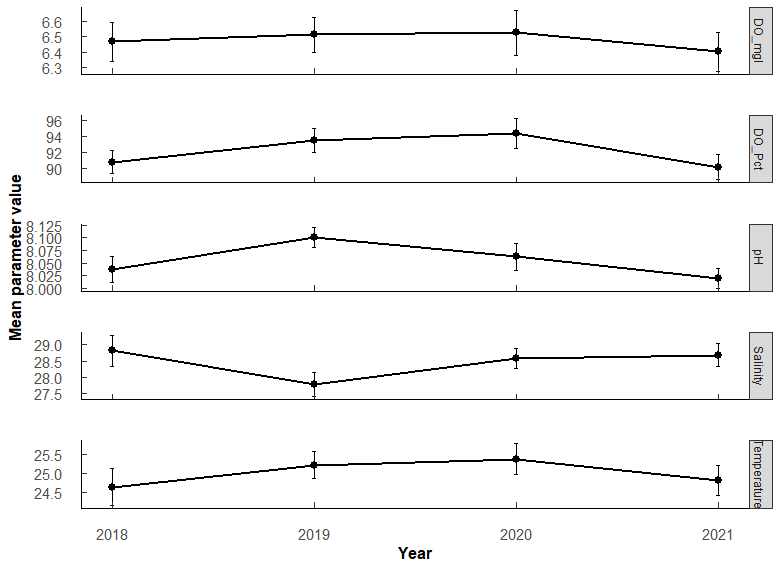 6.6
6.5
6.4
6.3
DO_mgl
96
94
92
90
DO_Pct
8.125
8.100
8.075
8.050
8.025
8.000
pH
29.0
28.5
28.0
27.5
Salinity
25.5
25.0
24.5
Temperature
Mean parameter value
2018 2019 2020 2021
Year